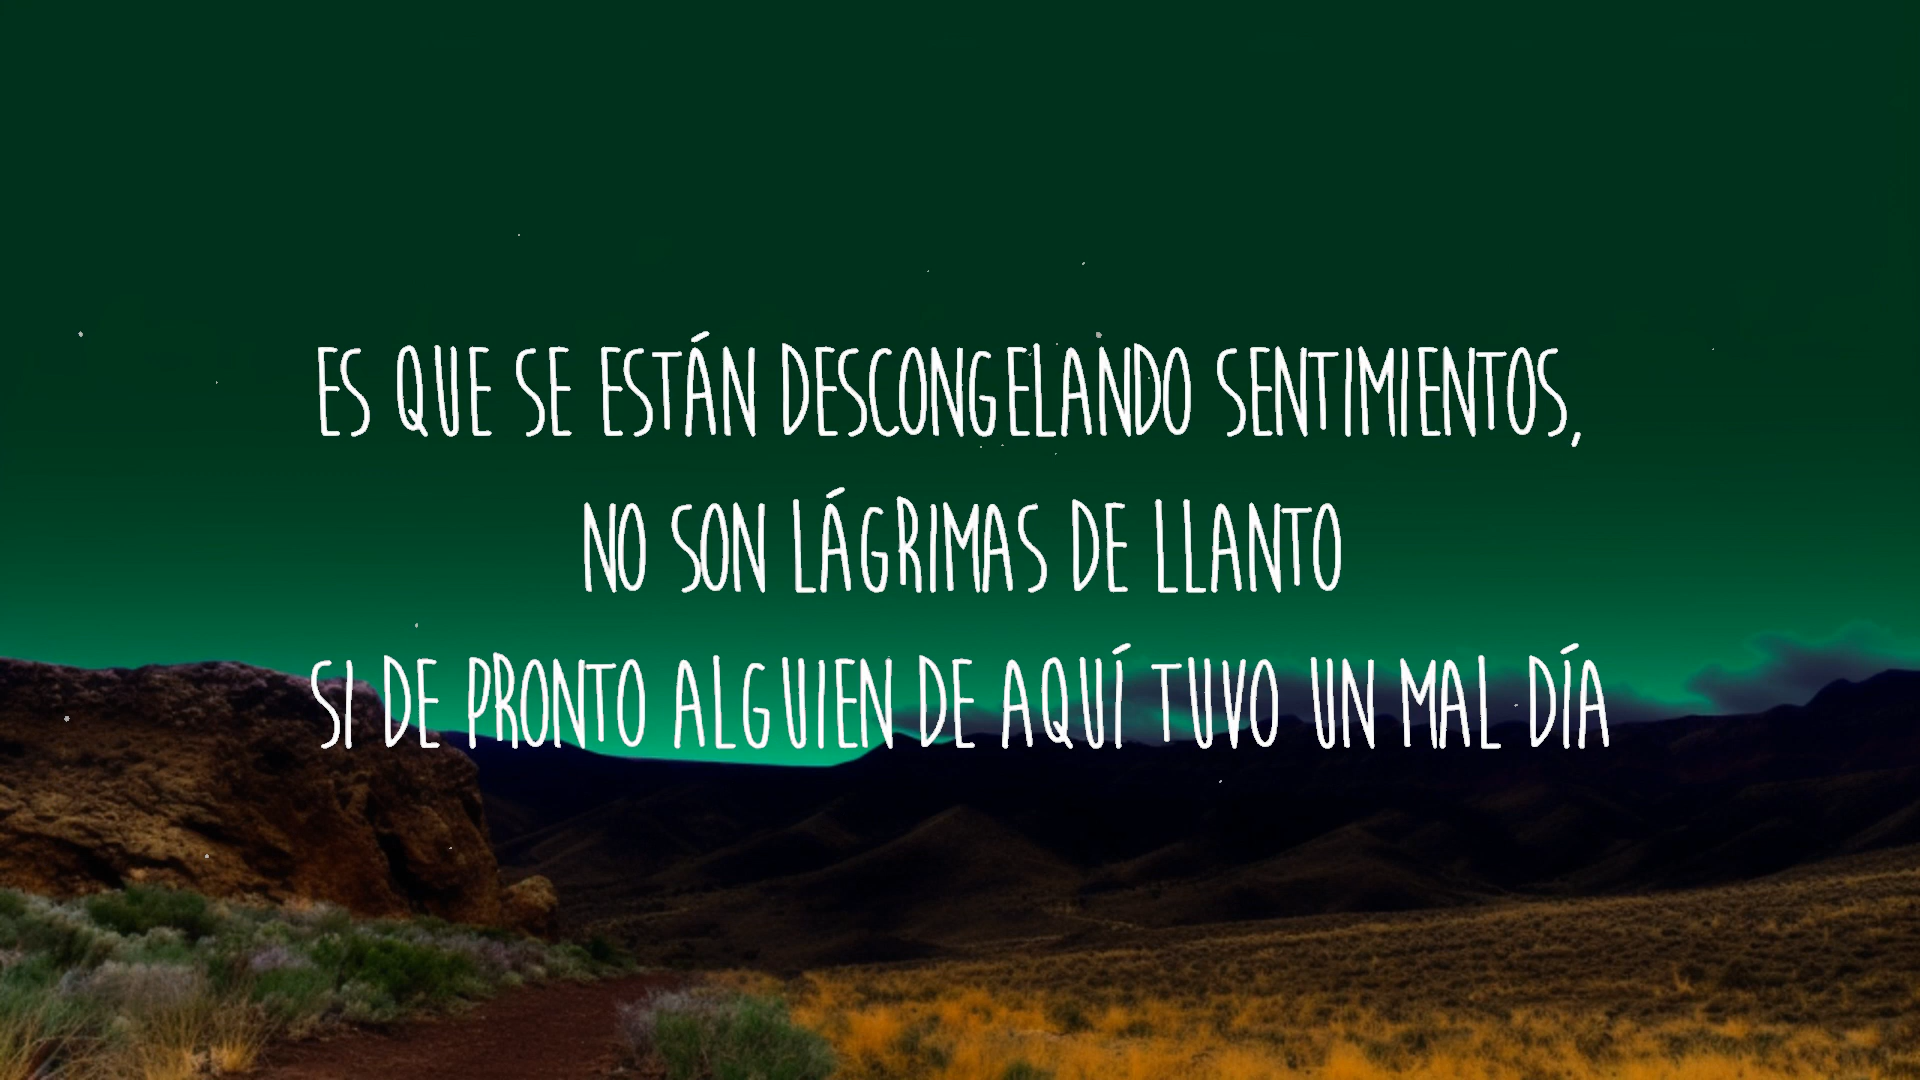 ES QUE SE ESTÁN DESCONGELANDO SENTIMIENTOS,
NO SON LÁGRIMAS DE LLANTO
SI DE PRONTO ALGUIEN DE AQUÍ TUVO UN MAL DÍA